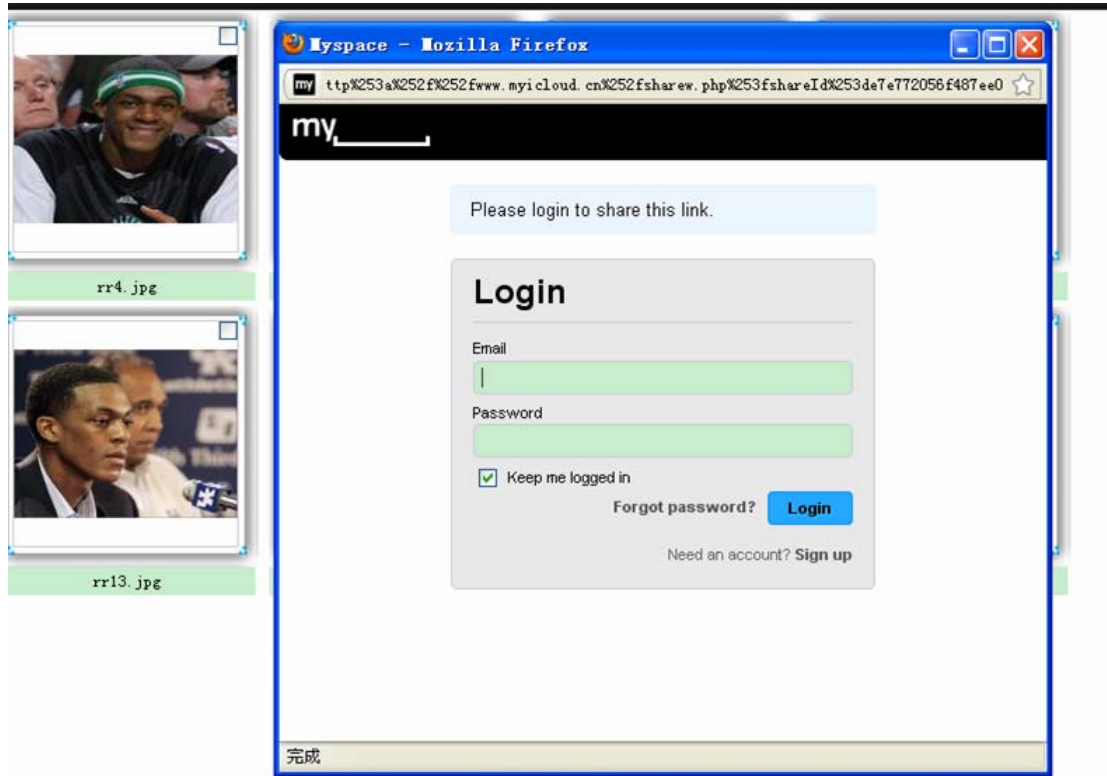 Myspace - Mozilla Firefox
my ttp%253a%252f%252fwww.myicloud.cn%252fsharew.php%253fshareId%253de7e772056f487ee0
my
Please login to share this link.
Login
Email
Password
Keep me logged in
Forgot password? Login
Need an account? Sign up
完成
rr4.jpg
rr13.jpg